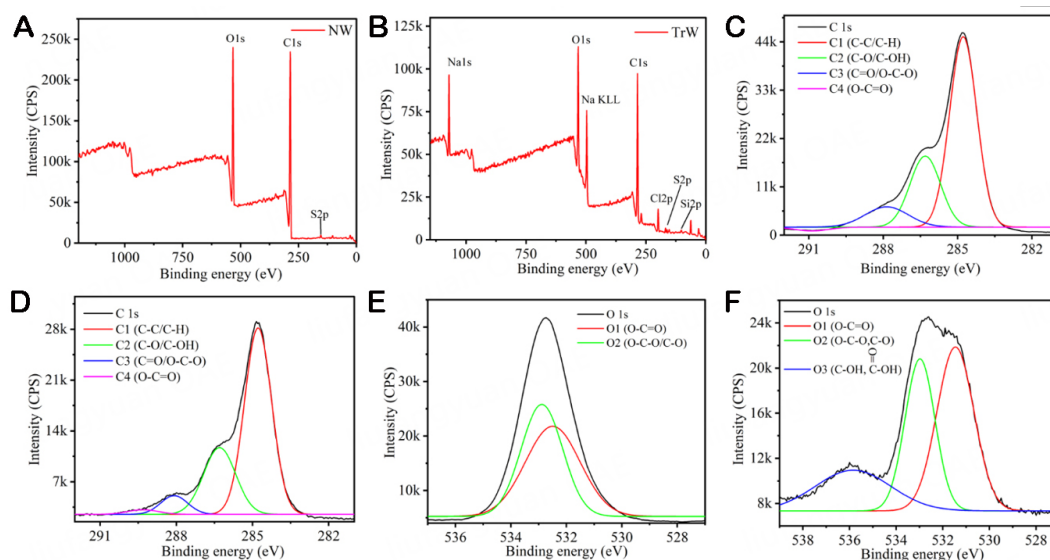 A
NW
O1s
C1s
S2p
250k
200k
150k
100k
50k
0
1000
750
500
250
0
Intensity (CPS)
Binding energy (eV)
B
TrW
Na1s
O1s
Na KLL
C1s
Cl2p
S2p
Si2p
125k
100k
75k
50k
25k
0
1000
750
500
250
0
Intensity (CPS)
Binding energy (eV)
C
C 1s
C1 (C-C/C-H)
C2 (C-O/C-OH)
C3 (C=O/O-C-O)
C4 (O-C=O)
44k
33k
22k
11k
0
291
288
285
282
Intensity (CPS)
Binding energy (eV)
D
C 1s
C1 (C-C/C-H)
C2 (C-O/C-OH)
C3 (C=O/O-C-O)
C4 (O-C=O)
28k
21k
14k
7k
291
288
285
282
Intensity (CPS)
Binding energy (eV)
E
O 1s
O1 (O-C=O)
O2 (O-C-O/C-O)
40k
30k
20k
10k
536
534
532
530
528
Intensity (CPS)
Binding energy (eV)
F
O 1s
O1 (O-C=O)
O2 (O-C-O,C-O)
O
O3 (C-OH, C-OH)
24k
20k
16k
12k
8k
538
536
533
530
528
Intensity (CPS)
Binding energy (eV)